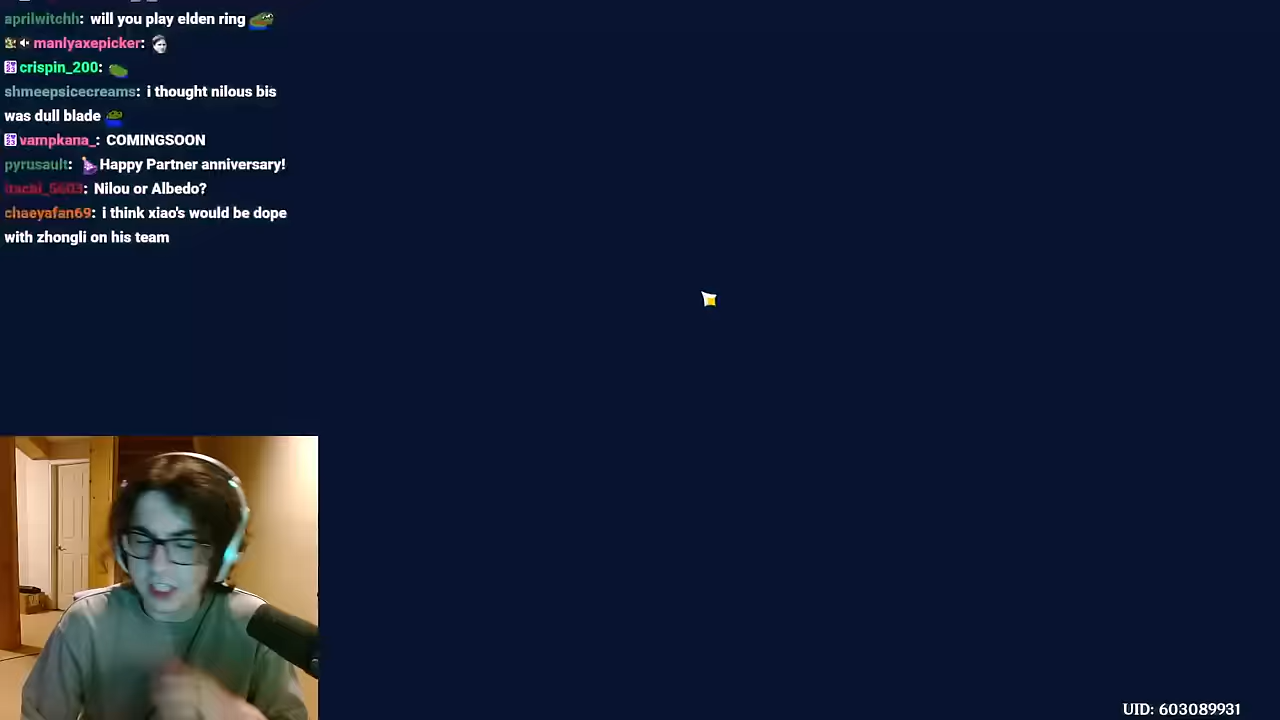 aprilwitchh: will you play elden ring
manlyaxepicker:
crispin_200:
shmeepsicecreams: i thought nilous bis
was dull blade
vampkana_: COMINGSOON
pyrusault: Happy Partner anniversary!
itachi_5603: Nilou or Albedo?
chaeyafan69: i think xiao's would be dope
with zhongli on his team
UID: 603089931